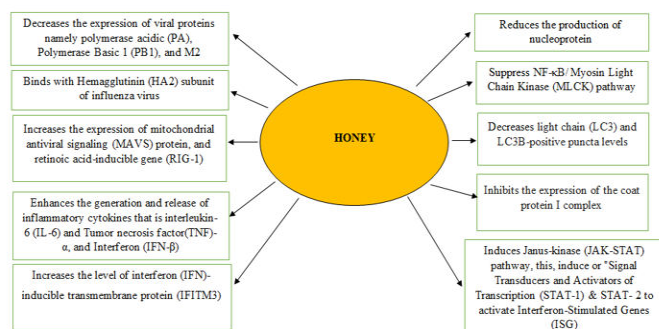 Decreases the expression of viral proteins
namely polymerase acidic (PA),
Polymerase Basic 1 (PB1), and M2
Binds with Hemagglutinin (HA2) subunit
of influenza virus
Increases the expression of mitochondrial
antiviral signaling (MAVS) protein, and
retinoic acid-inducible gene (RIG-1)
Enhances the generation and release of
inflammatory cytokines that is interleukin-
6 (IL-6) and Tumor necrosis factor(TNF)-
α, and Interferon (IFN-β)
Increases the level of interferon (IFN)-
inducible transmembrane protein (IFITM3)
HONEY
Reduces the production of
nucleoprotein
Suppress NF-κB/ Myosin Light
Chain Kinase (MLCK) pathway
Decreases light chain (LC3) and
LC3B-positive puncta levels
Inhibits the expression of the coat
protein I complex
Induces Janus-kinase (JAK-STAT)
pathway, this, induce or "Signal
Transducers and Activators of
Transcription (STAT-1) & STAT- 2 to
activate Interferon-Stimulated Genes
(ISG)